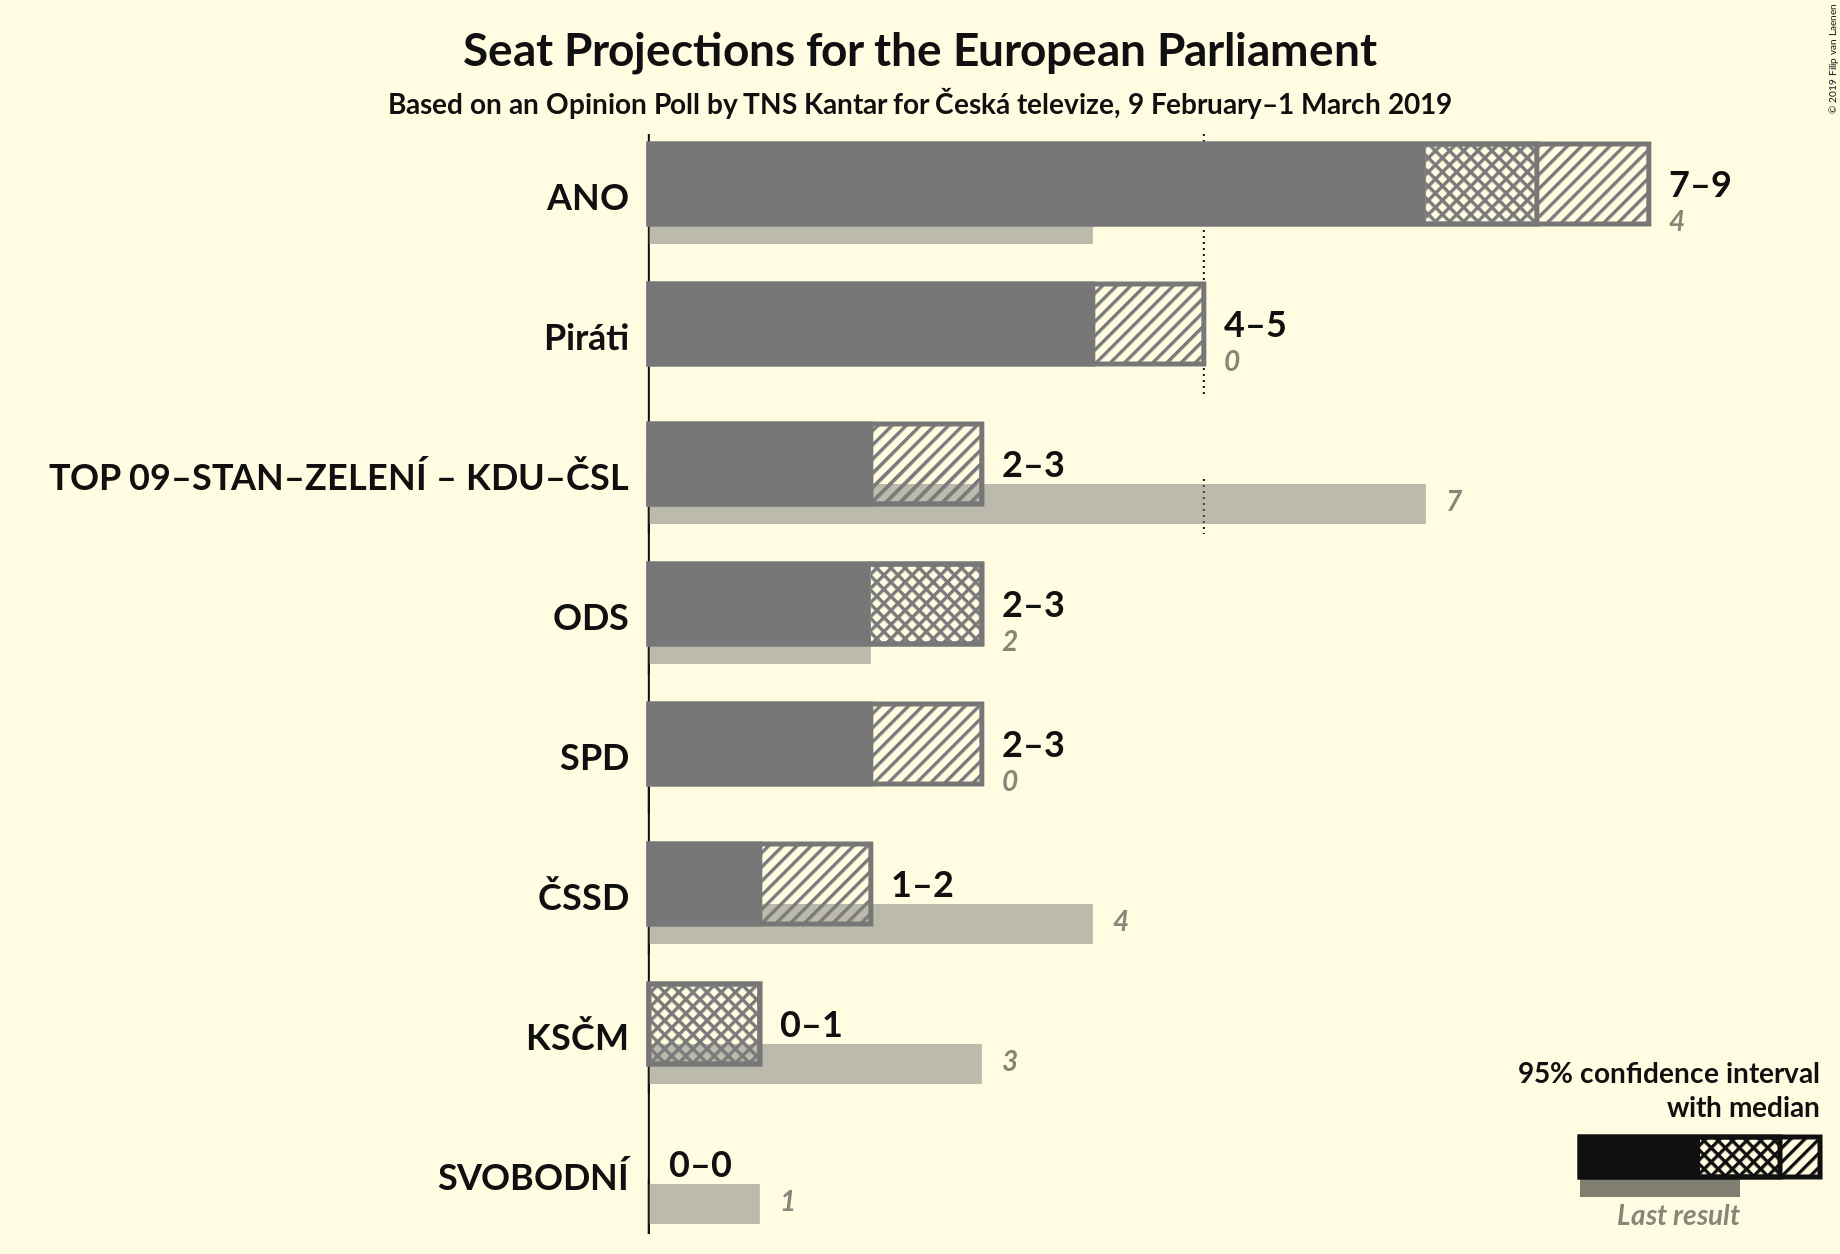 Seat Projections for the European Parliament
Based on an Opinion Poll by TNS Kantar for Česká televize, 9 February–1 March 2019
© 2019 Filip van Laenen
ANO
7–9
4
Piráti
4–5
0
TOP 09–STAN–ZELENÍ – KDU–ČSL
2–3
7
ODS
2–3
2
SPD
2–3
0
ČSSD
1–2
4
KSČM
0–1
3
SVOBODNÍ
0–0
1
95% confidence interval
with median
Last result